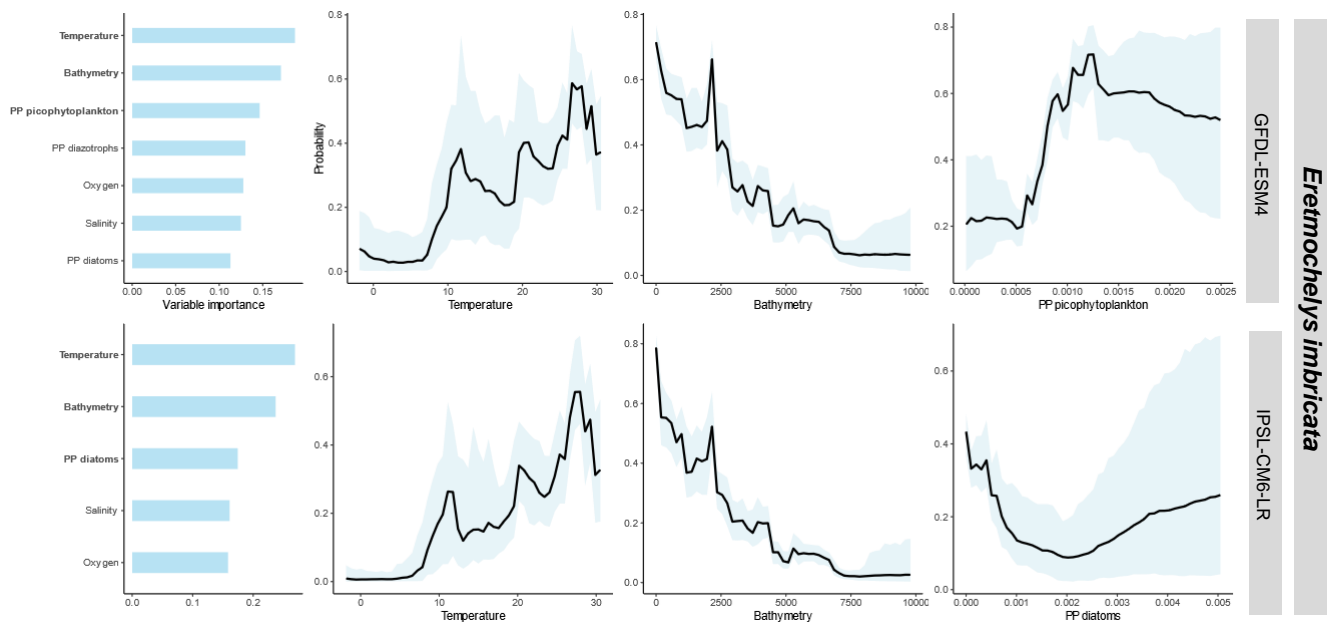 Temperature
Bathymetry
PP picophytoplankton
PP diazotrophs
Oxygen
Salinity
PP diatoms
0.00 0.05 0.10 0.15
Variable importance
Probability
0.8
0.6
0.4
0.2
0.0
0 10 20 30
Temperature
0.8
0.6
0.4
0.2
0.0
0 2500 5000 7500 10000
Bathymetry
0.8
0.6
0.4
0.2
0.0000 0.0005 0.0010 0.0015 0.0020 0.0025
PP picophytoplankton
GFDL-ESM4
Eretmochelys imbricata
Temperature
Bathymetry
PP diatoms
Salinity
Oxygen
0.0 0.1 0.2
0.6
0.4
0.2
0.0
0 10 20 30
Temperature
0.8
0.6
0.4
0.2
0.0
0 2500 5000 7500 10000
Bathymetry
0.6
0.4
0.2
0.0
0.000 0.001 0.002 0.003 0.004 0.005
PP diatoms
IPSL-CM6-LR